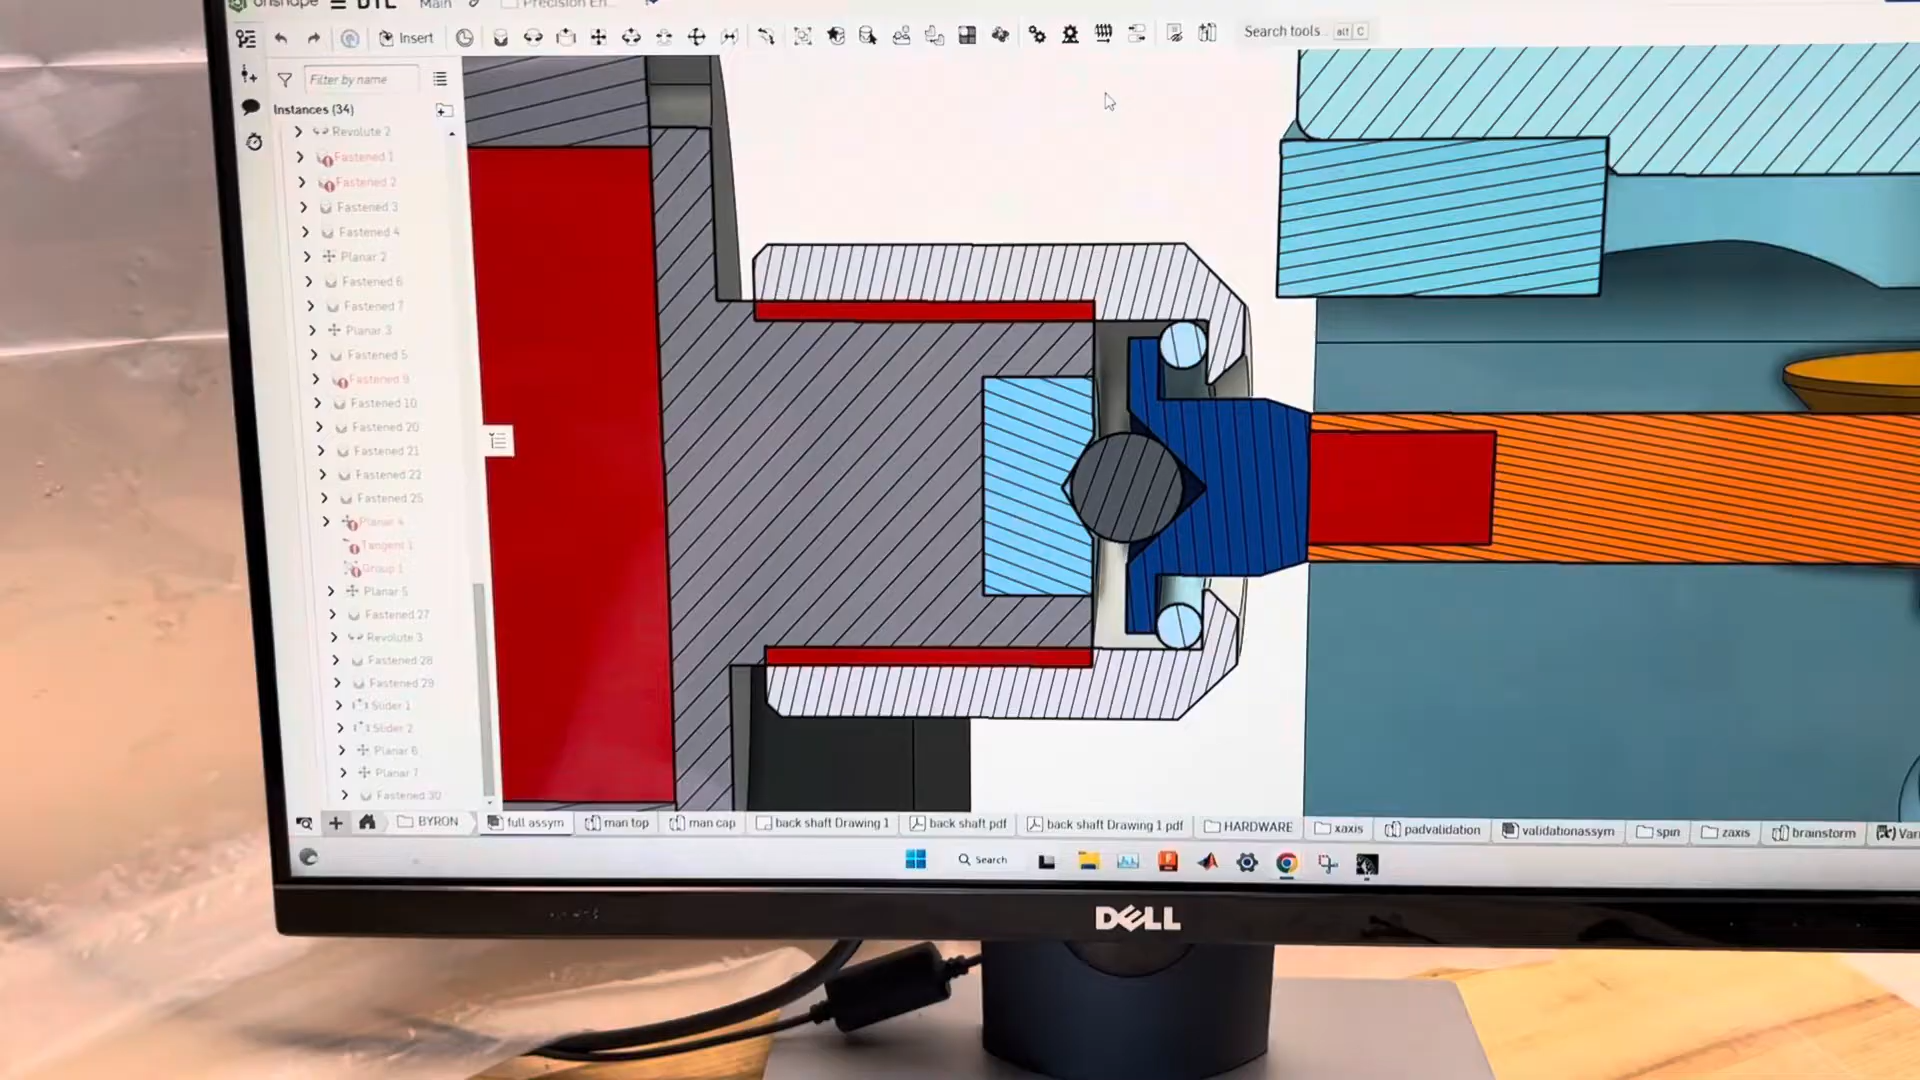 onshape
Main
Insert
Search tools... alt C
Filter by name
Instances (34)
Revolute 2
Fastened 1
Fastened 2
Fastened 3
Fastened 4
Planar 2
Fastened 6
Fastened 7
Planar 3
Fastened 5
Fastened 9
Fastened 10
Fastened 20
Fastened 21
Fastened 22
Fastened 25
Planar 4
Tangent 1
Group 1
Planar 5
Fastened 27
Revolute 3
Fastened 28
Fastened 29
Slider 1
Slider 2
Planar 6
Planar 7
Fastened 30
BYRON
full assym
man top
man cap
back shaft Drawing 1
back shaft pdf
back shaft Drawing 1 pdf
HARDWARE
xaxis
padvalidation
validationassym
spin
zaxis
brainstorm
Search
DELL